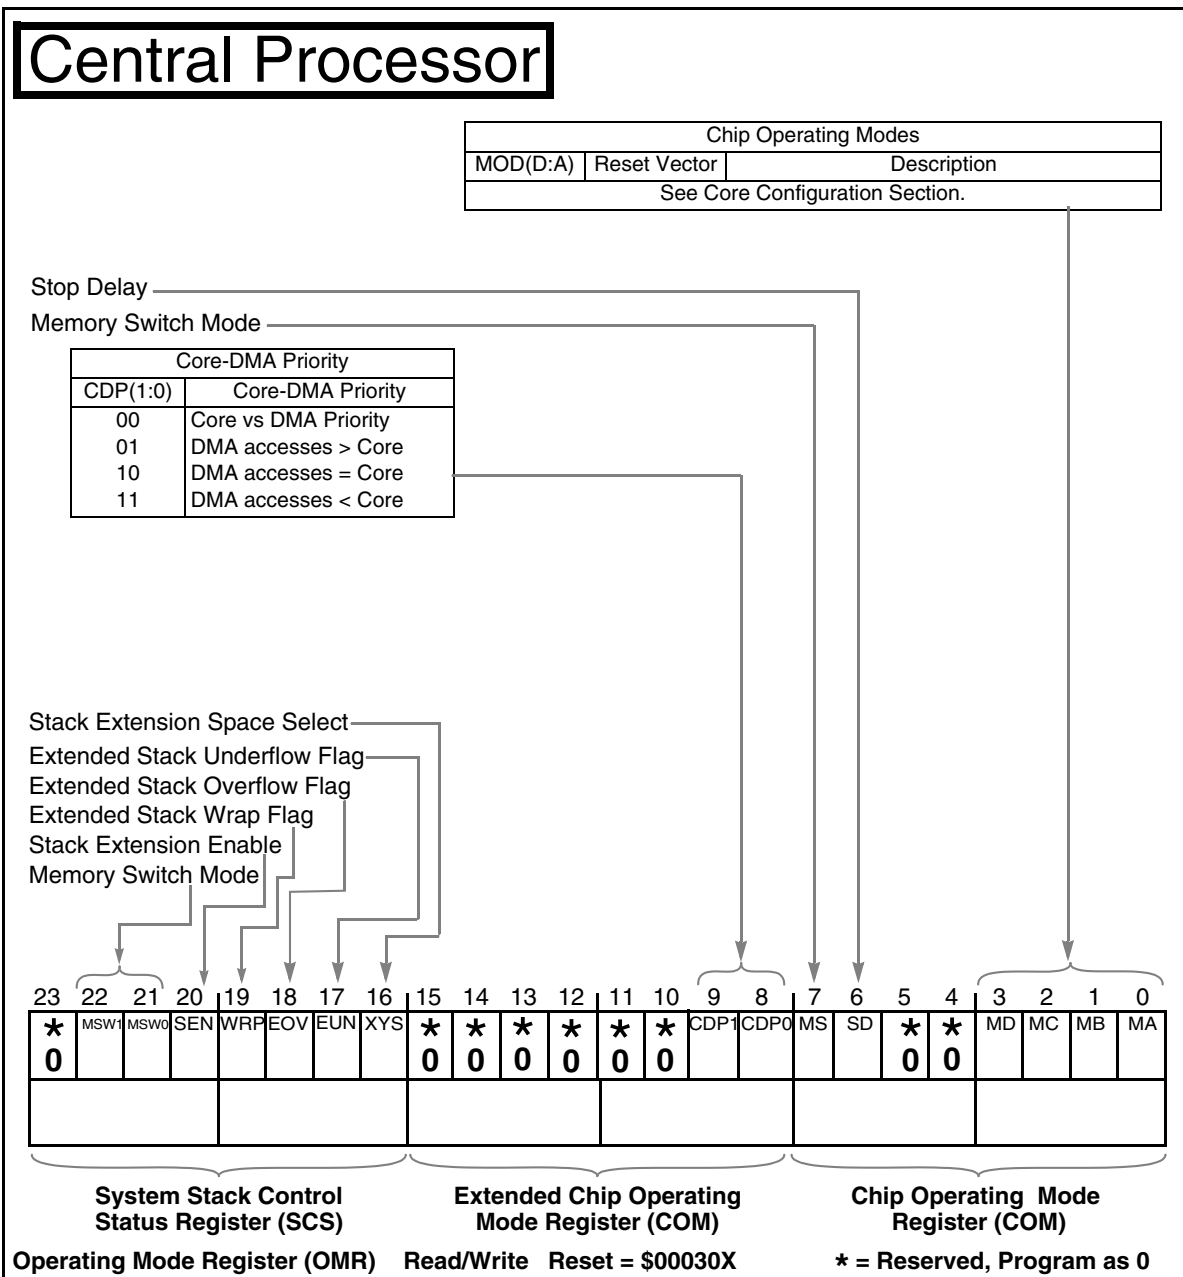 Central Processor
Chip Operating Modes
MOD(D:A) Reset Vector Description
See Core Configuration Section.
Stop Delay
Memory Switch Mode
Core-DMA Priority
CDP(1:0) Core-DMA Priority
00 Core vs DMA Priority
01 DMA accesses > Core
10 DMA accesses = Core
11 DMA accesses < Core
Stack Extension Space Select
Extended Stack Underflow Flag
Extended Stack Overflow Flag
Extended Stack Wrap Flag
Stack Extension Enable
Memory Switch Mode
23 22 21 20 19 18 17 16 15 14 13 12 11 10 9 8 7 6 5 4 3 2 1 0
* MSW1 MSW0 SEN WRP EOV EUN XYS * * * * * * CDP1 CDP0 MS SD * * MD MC MB MA
0 0 0 0 0 0 0 0 0
System Stack Control
Status Register (SCS)
Extended Chip Operating
Mode Register (COM)
Chip Operating Mode
Register (COM)
Operating Mode Register (OMR) Read/Write Reset = $00030X * = Reserved, Program as 0